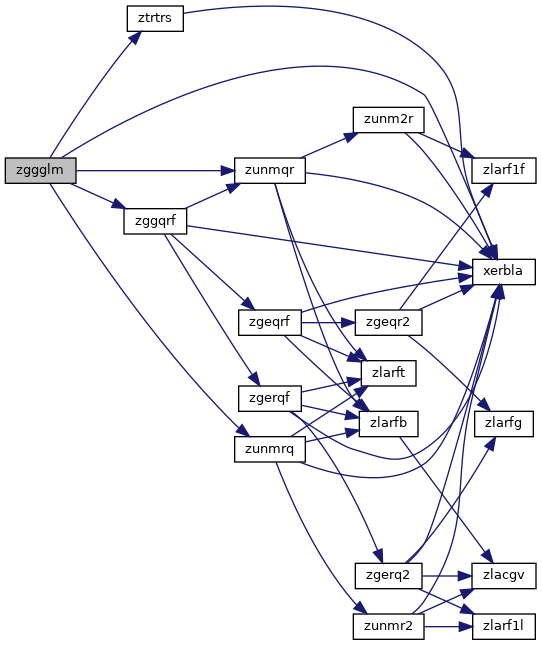 ztrtrs
zunm2r
zggglm
zunmqr
zlarf1f
zggqrf
xerbla
zgeqrf
zgeqr2
zlarft
zgerqf
zlarfb
zlarfg
zunmrq
zgerq2
zlacgv
zunmr2
zlarf1l